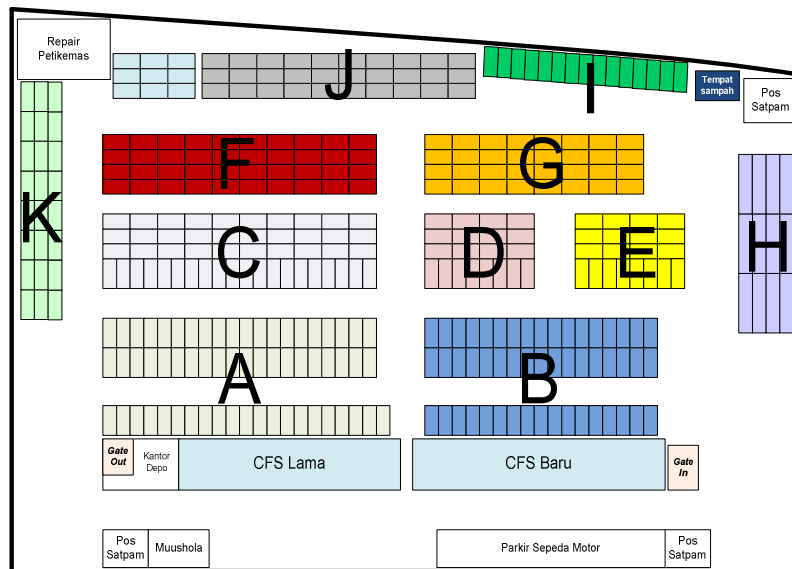 Repair
Petikemas
J
I
Tempat
sampah
Pos
Satpam
K
F
G
C
D
E
H
A
B
Gate
Out
Kantor
Depo
CFS Lama
CFS Baru
Gate
In
Pos
Satpam
Muushola
Parkir Sepeda Motor
Pos
Satpam